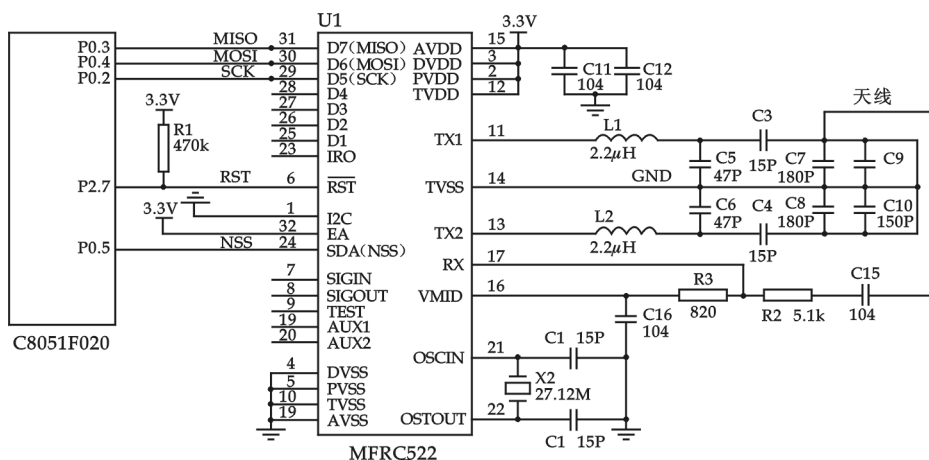 U1
3.3V
P0.3 MISO 31 D7(MISO) AVDD 15
P0.4 MOSI 30 D6(MOSI) DVDD 3
P0.2 SCK 29 D5(SCK) PVDD 2
28 D4 TVDD 12
C11 104
C12 104
3.3V
27 D3
26 D2
25 D1
23 IRO
R1 470k
TX1 11
L1 2.2μH
C3 15P
天线
C5 47P
C7 180P
C9
P2.7 RST 6 RST TVSS 14 GND
1 I2C
3.3V
32 EA
P0.5 NSS 24 SDA(NSS)
C6 47P
C4 15P
C8 180P
C10 150P
TX2 13
L2 2.2μH
RX 17
7 SIGIN
8 SIGOUT
9 TEST
19 AUX1
20 AUX2
VMID 16
R3 820
R2 5.1k
C15 104
C16 104
C8051F020
OSCIN 21
C1 15P
4 DVSS
5 PVSS
10 TVSS
19 AVSS
X2 27.12M
OSTOUT 22
C1 15P
MFRC522